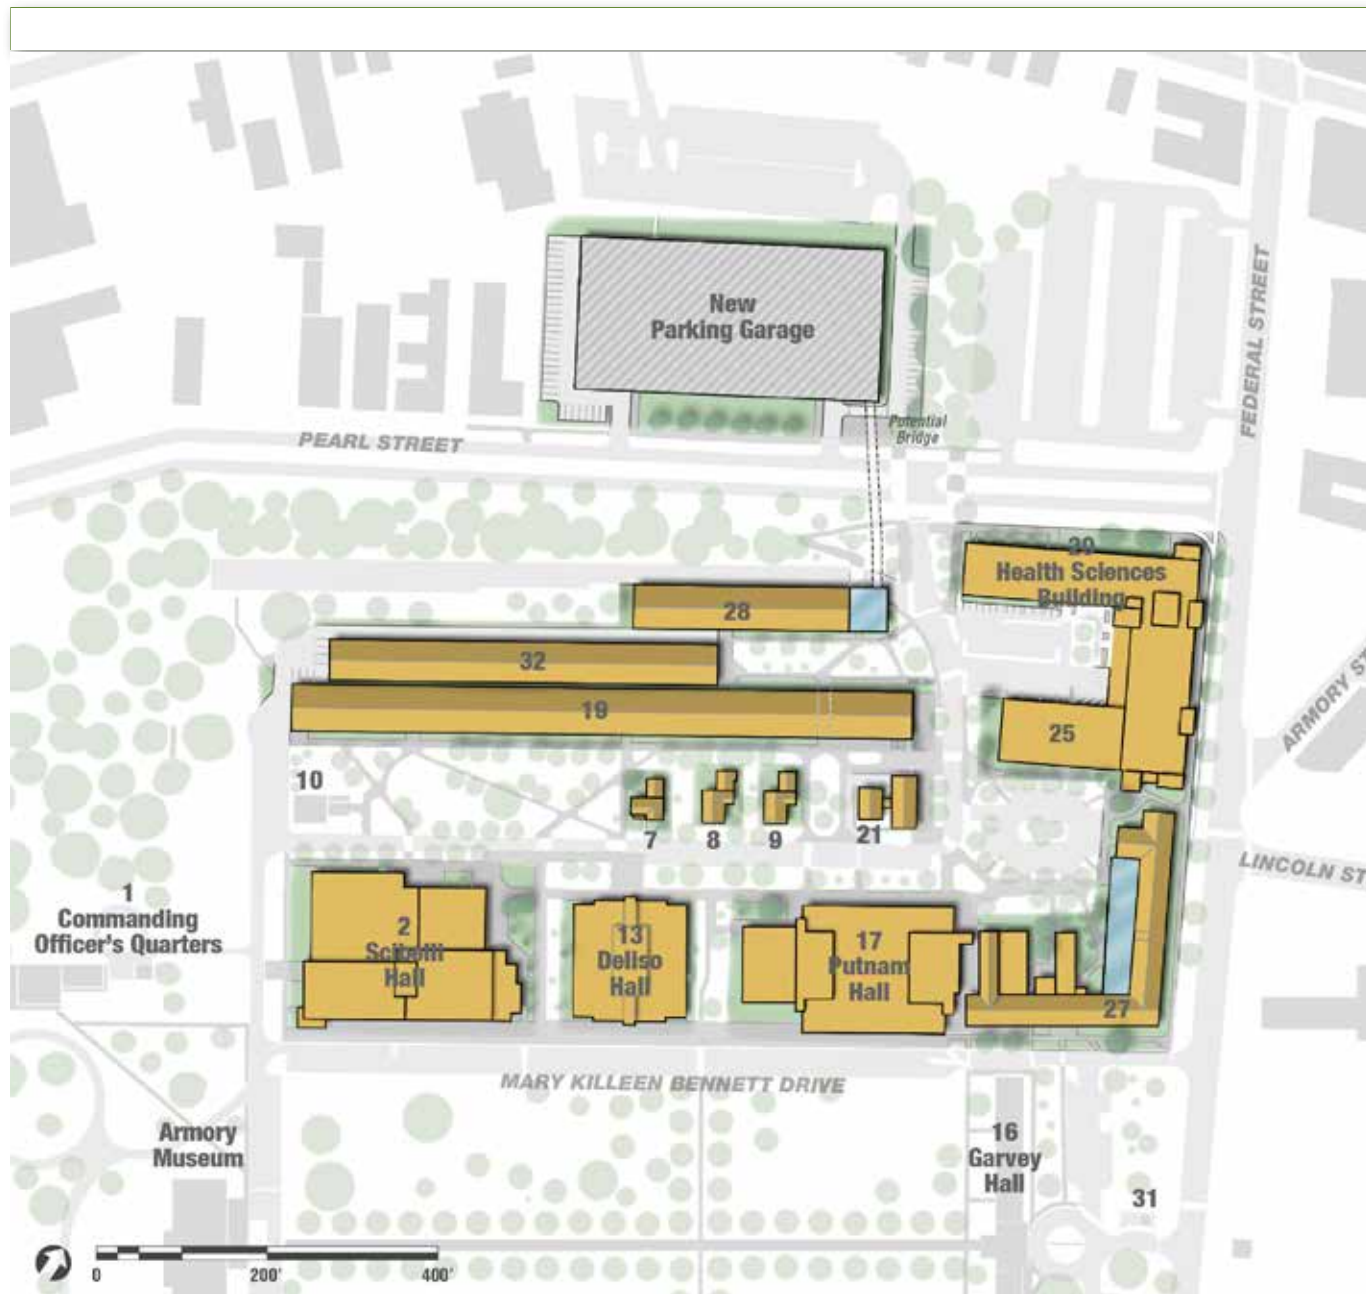 New
Parking Garage
FEDERAL STREET
PEARL STREET
Potential
Bridge
20
Health Sciences
Building
28
32
19
25
ARMORY ST
10
7
8
9
21
LINCOLN ST
1
Commanding
Officer's Quarters
2
Scibelli
Hall
13
Deliso
Hall
17
Putnam
Hall
27
MARY KILLEEN BENNETT DRIVE
Armory
Museum
16
Garvey
Hall
31
0
200'
400'